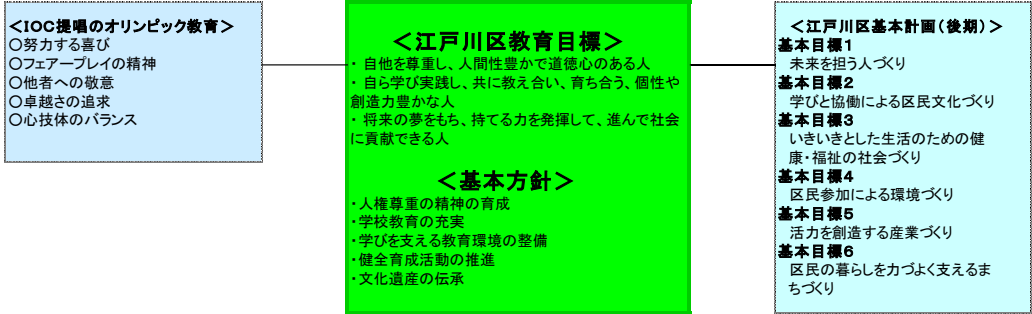 ＜IOC提唱のオリンピック教育＞
○努力する喜び
○フェアープレイの精神
○他者への敬意
○卓越さの追求
○心技体のバランス
＜江戸川区教育目標＞
・ 自他を尊重し、人間性豊かで道徳心のある人
・ 自ら学び実践し、共に教え合い、育ち合う、個性や
創造力豊かな人
・ 将来の夢をもち、持てる力を発揮して、進んで社会
に貢献できる人
＜基本方針＞
・人権尊重の精神の育成
・学校教育の充実
・学びを支える教育環境の整備
・健全育成活動の推進
・文化遺産の伝承
＜江戸川区基本計画（後期）＞
基本目標1
未来を担う人づくり
基本目標2
学びと協働による区民文化づくり
基本目標3
いきいきとした生活のための健
康・福祉の社会づくり
基本目標4
区民参加による環境づくり
基本目標5
活力を創造する産業づくり
基本目標6
区民の暮らしを力づよく支えるま
ちづくり